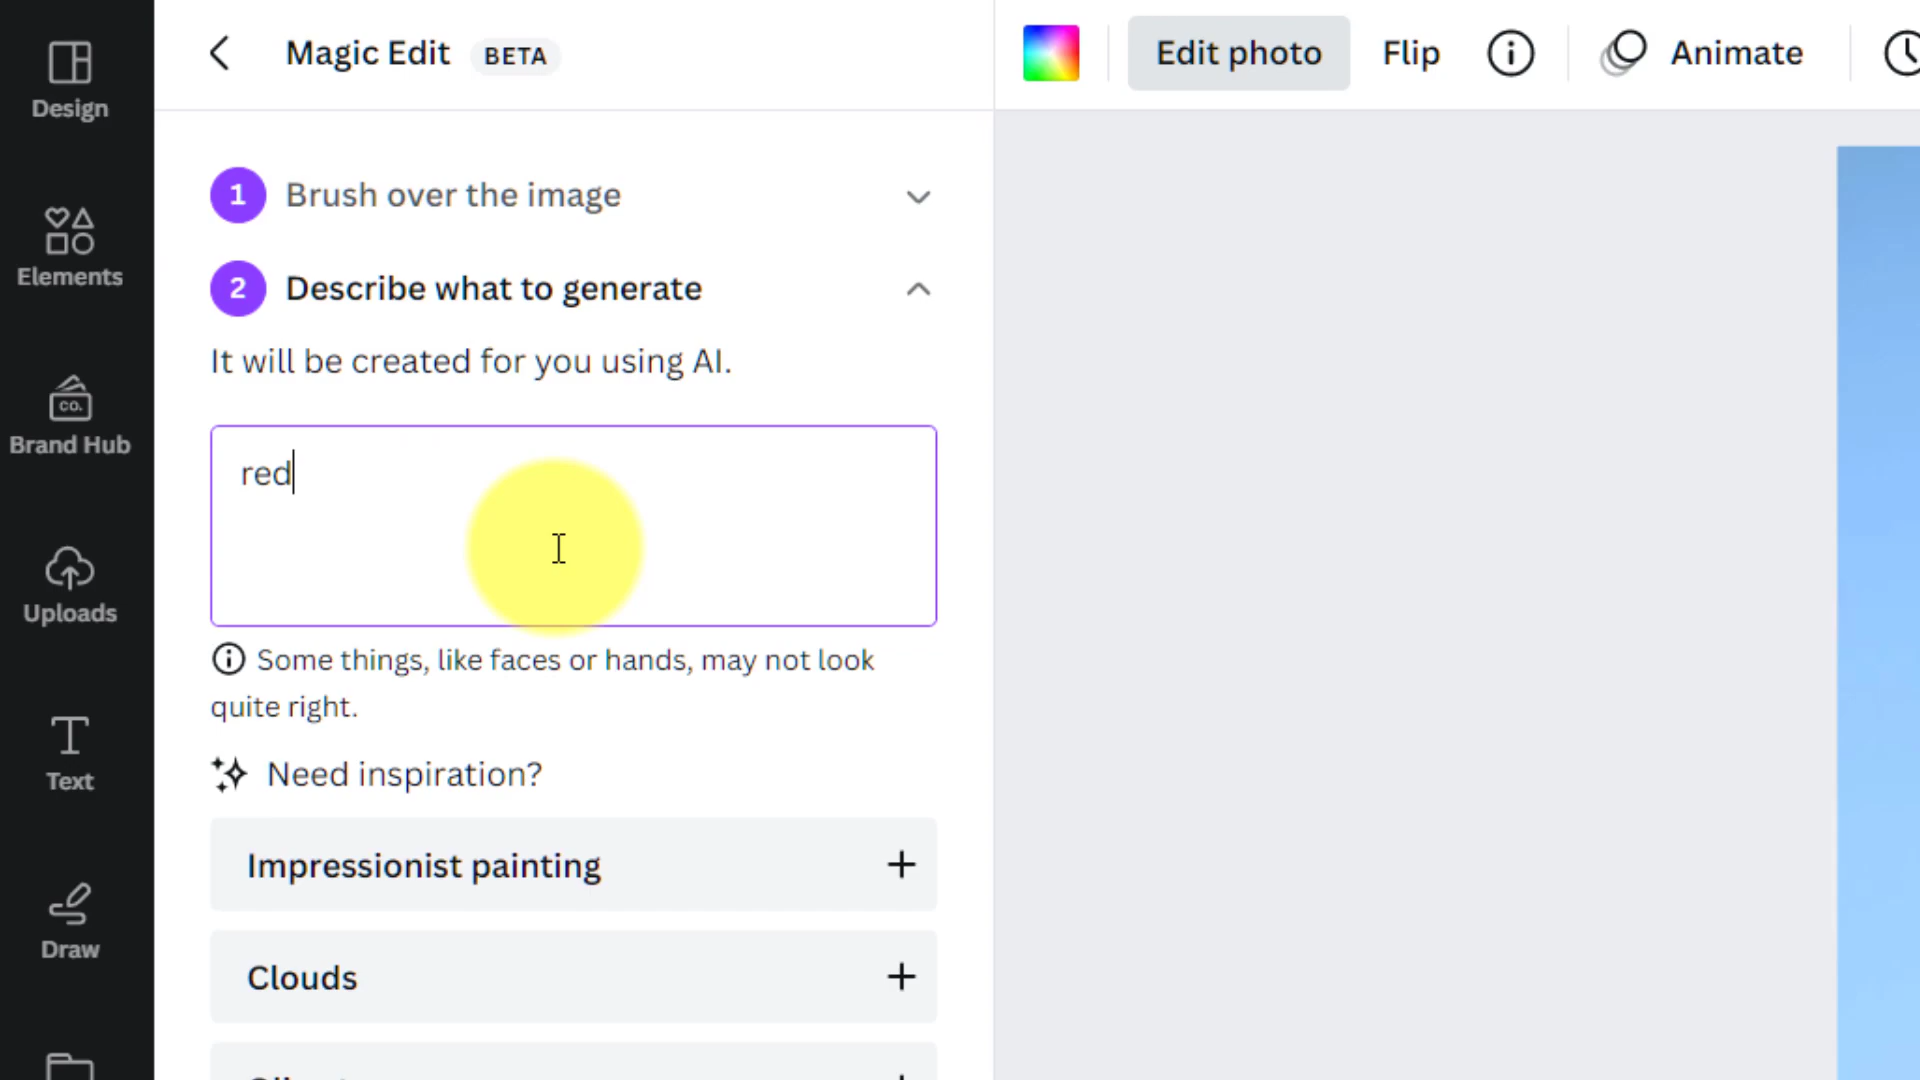 Magic Edit BETA
Edit photo
Flip
Animate
Design
Elements
Brand Hub
CO.
Uploads
Text
Draw
1 Brush over the image
2 Describe what to generate
It will be created for you using AI.
red
Some things, like faces or hands, may not look
quite right.
Need inspiration?
Impressionist painting
Clouds